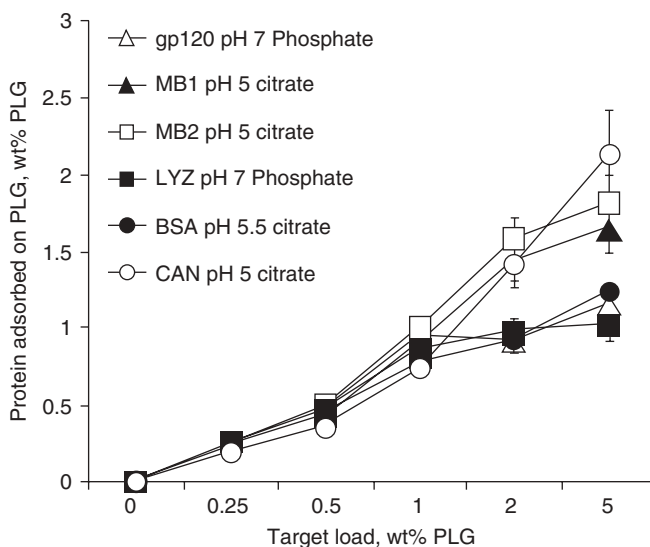 3
2.5
2
1.5
1
0.5
0
Protein adsorbed on PLG, wt% PLG
gp120 pH 7 Phosphate
MB1 pH 5 citrate
MB2 pH 5 citrate
LYZ pH 7 Phosphate
BSA pH 5.5 citrate
CAN pH 5 citrate
0 0.25 0.5 1 2 5
Target load, wt% PLG